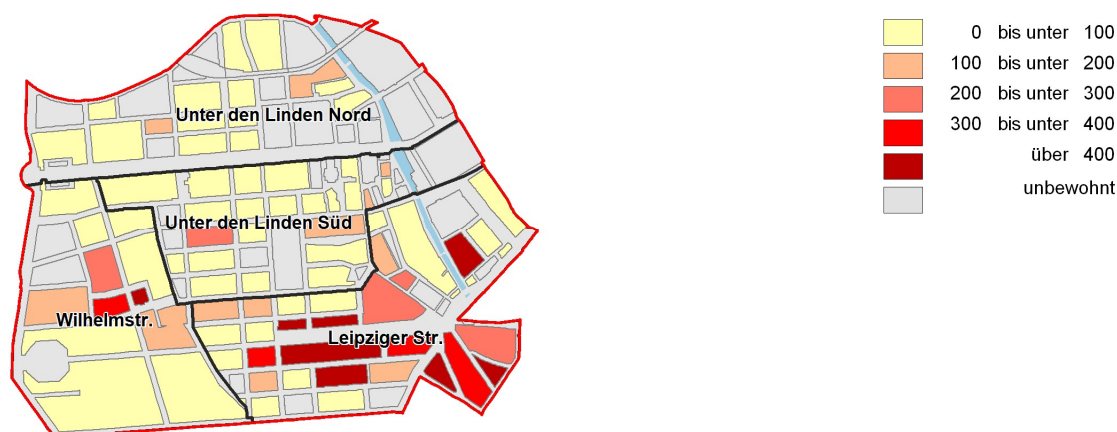 0 bis unter 100
100 bis unter 200
200 bis unter 300
300 bis unter 400
über 400
unbewohnt
Unter den Linden Nord
Unter den Linden Süd
Wilhelmstr.
Leipziger Str.